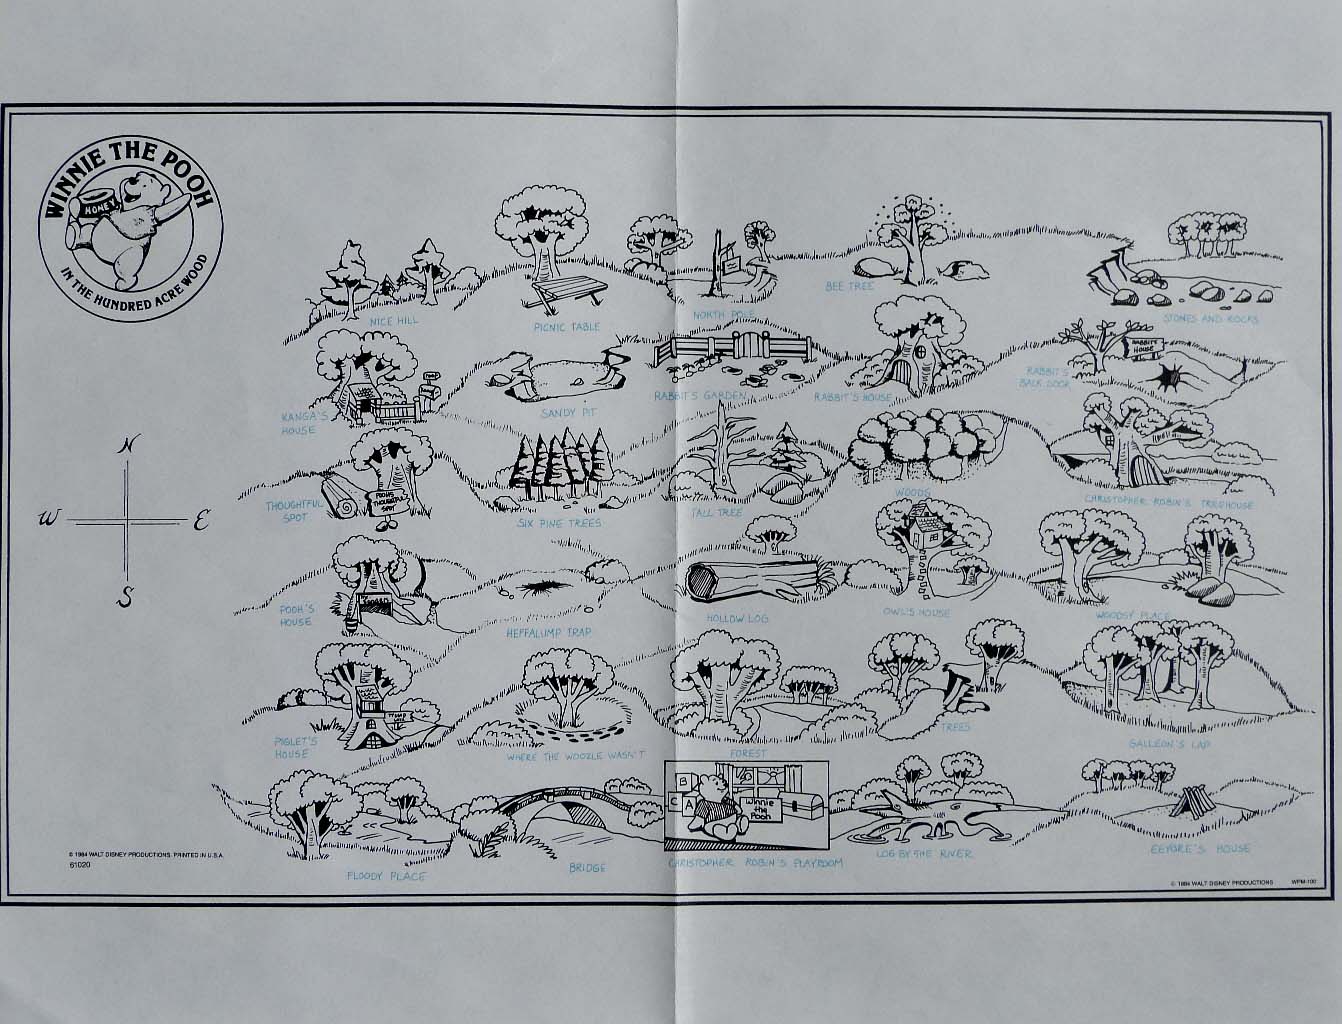 WINNIE THE POOH
HONEY
IN THE HUNDRED ACRE WOOD
NICE HILL
PICNIC TABLE
NORTH POLE
BEE TREE
STONES AND ROCKS
KANGA'S
HOUSE
SANDY PIT
RABBIT'S GARDEN
RABBIT'S HOUSE
RABBIT'S
HOUSE
RABBIT'S
BACK DOOR
N
W E
S
POOHS
THOUGHTFUL
SPOT
THOUGHTFUL
SPOT
SIX PINE TREES
TALL TREE
WOODS
CHRISTOPHER ROBIN'S TREEHOUSE
POOH'S
HOUSE
HEFFALUMP TRAP
HOLLOW LOG
OWL'S HOUSE
WOODSY PLACE
PIGLET'S
HOUSE
WHERE THE WOOZLE WASN'T
FOREST
TREES
GALLEON'S LAP
B
C A
Winnie
the
Pooh
FLOODY PLACE
BRIDGE
CHRISTOPHER ROBIN'S PLAYROOM
LOG BY THE RIVER
EEYORE'S HOUSE
© 1984 WALT DISNEY PRODUCTIONS. PRINTED IN U.S.A.
61020
© 1984 WALT DISNEY PRODUCTIONS WPM-100